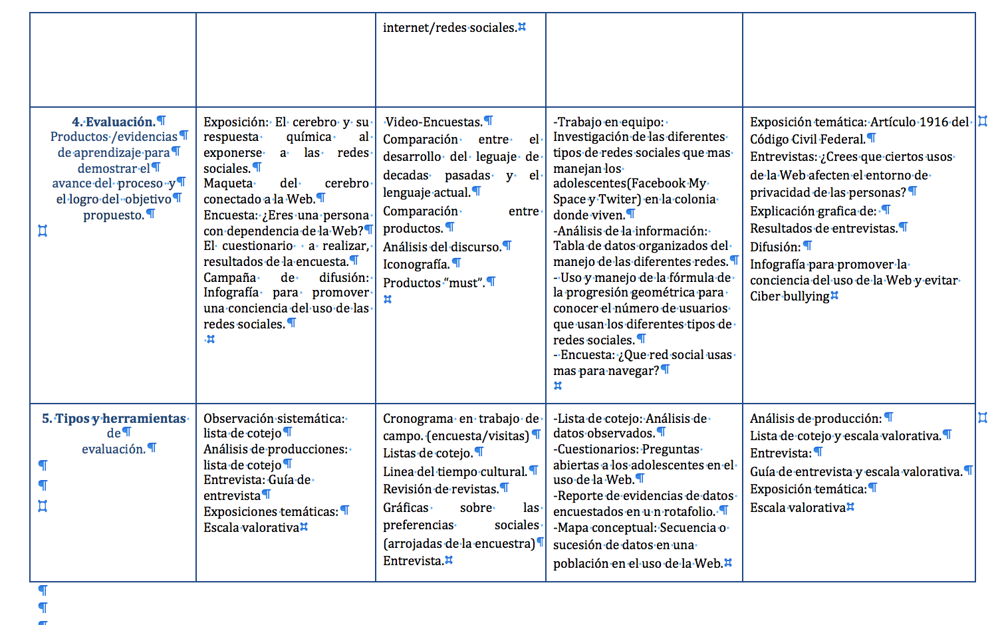 internet/redes sociales.
4. Evaluación.
Productos /evidencias
de aprendizaje para
demostrar el
avance del proceso y
el logro del objetivo
propuesto.
Exposición: El cerebro y su
respuesta química al
exponerse a las redes
sociales.
Maqueta del cerebro
conectado a la Web.
Encuesta: ¿Eres una persona
con dependencia de la Web?
El cuestionario a realizar,
resultados de la encuesta.
Campaña de difusión:
Infografía para promover
una conciencia del uso de las
redes sociales.
Video-Encuestas.
Comparación entre el
desarrollo del leguaje de
decadas pasadas y el
lenguaje actual.
Comparación entre
productos.
Análisis del discurso.
Iconografía.
Productos “must”.
-Trabajo en equipo:
Investigación de las diferentes
tipos de redes sociales que mas
manejan los
adolescentes(Facebook My
Space y Twiter) en la colonia
donde viven.
-Análisis de la información:
Tabla de datos organizados del
manejo de las diferentes redes.
- Uso y manejo de la fórmula de
la progresión geométrica para
conocer el número de usuarios
que usan los diferentes tipos de
redes sociales.
- Encuesta: ¿Que red social usas
mas para navegar?
Exposición temática: Artículo 1916 del
Código Civil Federal.
Entrevistas: ¿Crees que ciertos usos
de la Web afecten el entorno de
privacidad de las personas?
Explicación grafica de:
Resultados de entrevistas.
Difusión:
Infografía para promover la
conciencia del uso de la Web y evitar
Ciber bullying
5. Tipos y herramientas
de
evaluación.
Observación sistemática:
lista de cotejo
Análisis de producciones:
lista de cotejo
Entrevista: Guía de
entrevista
Exposiciones temáticas:
Escala valorativa
Cronograma en trabajo de
campo. (encuesta/visitas)
Listas de cotejo.
Linea del tiempo cultural.
Revisión de revistas.
Gráficas sobre las
preferencias sociales
(arrojadas de la encuestra)
Entrevista.
-Lista de cotejo: Análisis de
datos observados.
-Cuestionarios: Preguntas
abiertas a los adolescentes en el
uso de la Web.
-Reporte de evidencias de datos
encuestados en u n rotafolio.
-Mapa conceptual: Secuencia o
sucesión de datos en una
población en el uso de la Web.
Análisis de producción:
Lista de cotejo y escala valorativa.
Entrevista:
Guía de entrevista y escala valorativa.
Exposición temática:
Escala valorativa